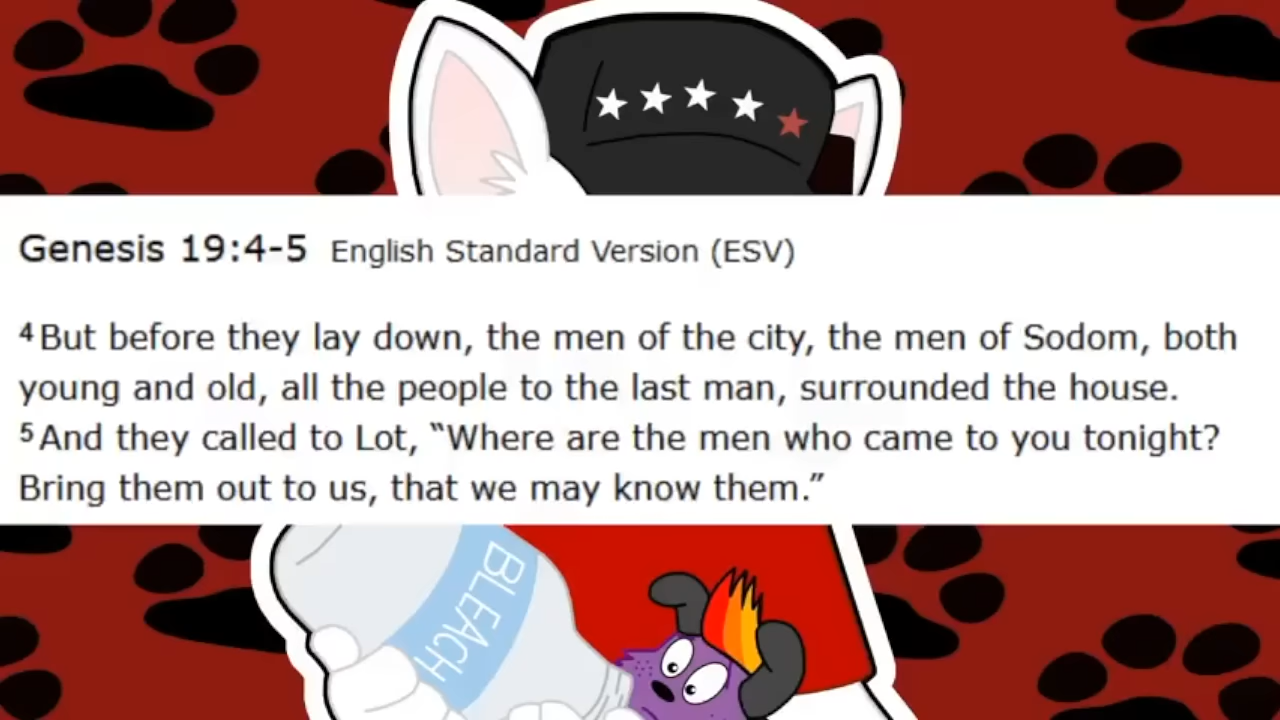 Genesis 19:4-5 English Standard Version (ESV)
4 But before they lay down, the men of the city, the men of Sodom, both
young and old, all the people to the last man, surrounded the house.
5 And they called to Lot, “Where are the men who came to you tonight?
Bring them out to us, that we may know them.”
BLEACH